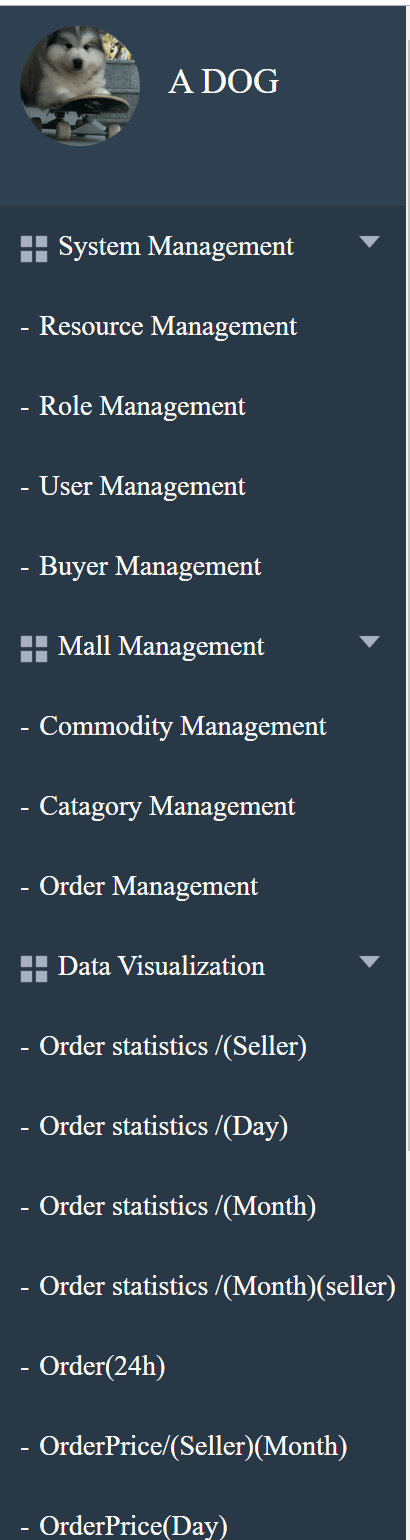 A DOG
System Management
- Resource Management
- Role Management
- User Management
- Buyer Management
Mall Management
- Commodity Management
- Catagory Management
- Order Management
Data Visualization
- Order statistics /(Seller)
- Order statistics /(Day)
- Order statistics /(Month)
- Order statistics /(Month)(seller)
- Order(24h)
- OrderPrice/(Seller)(Month)
- OrderPrice(Day)